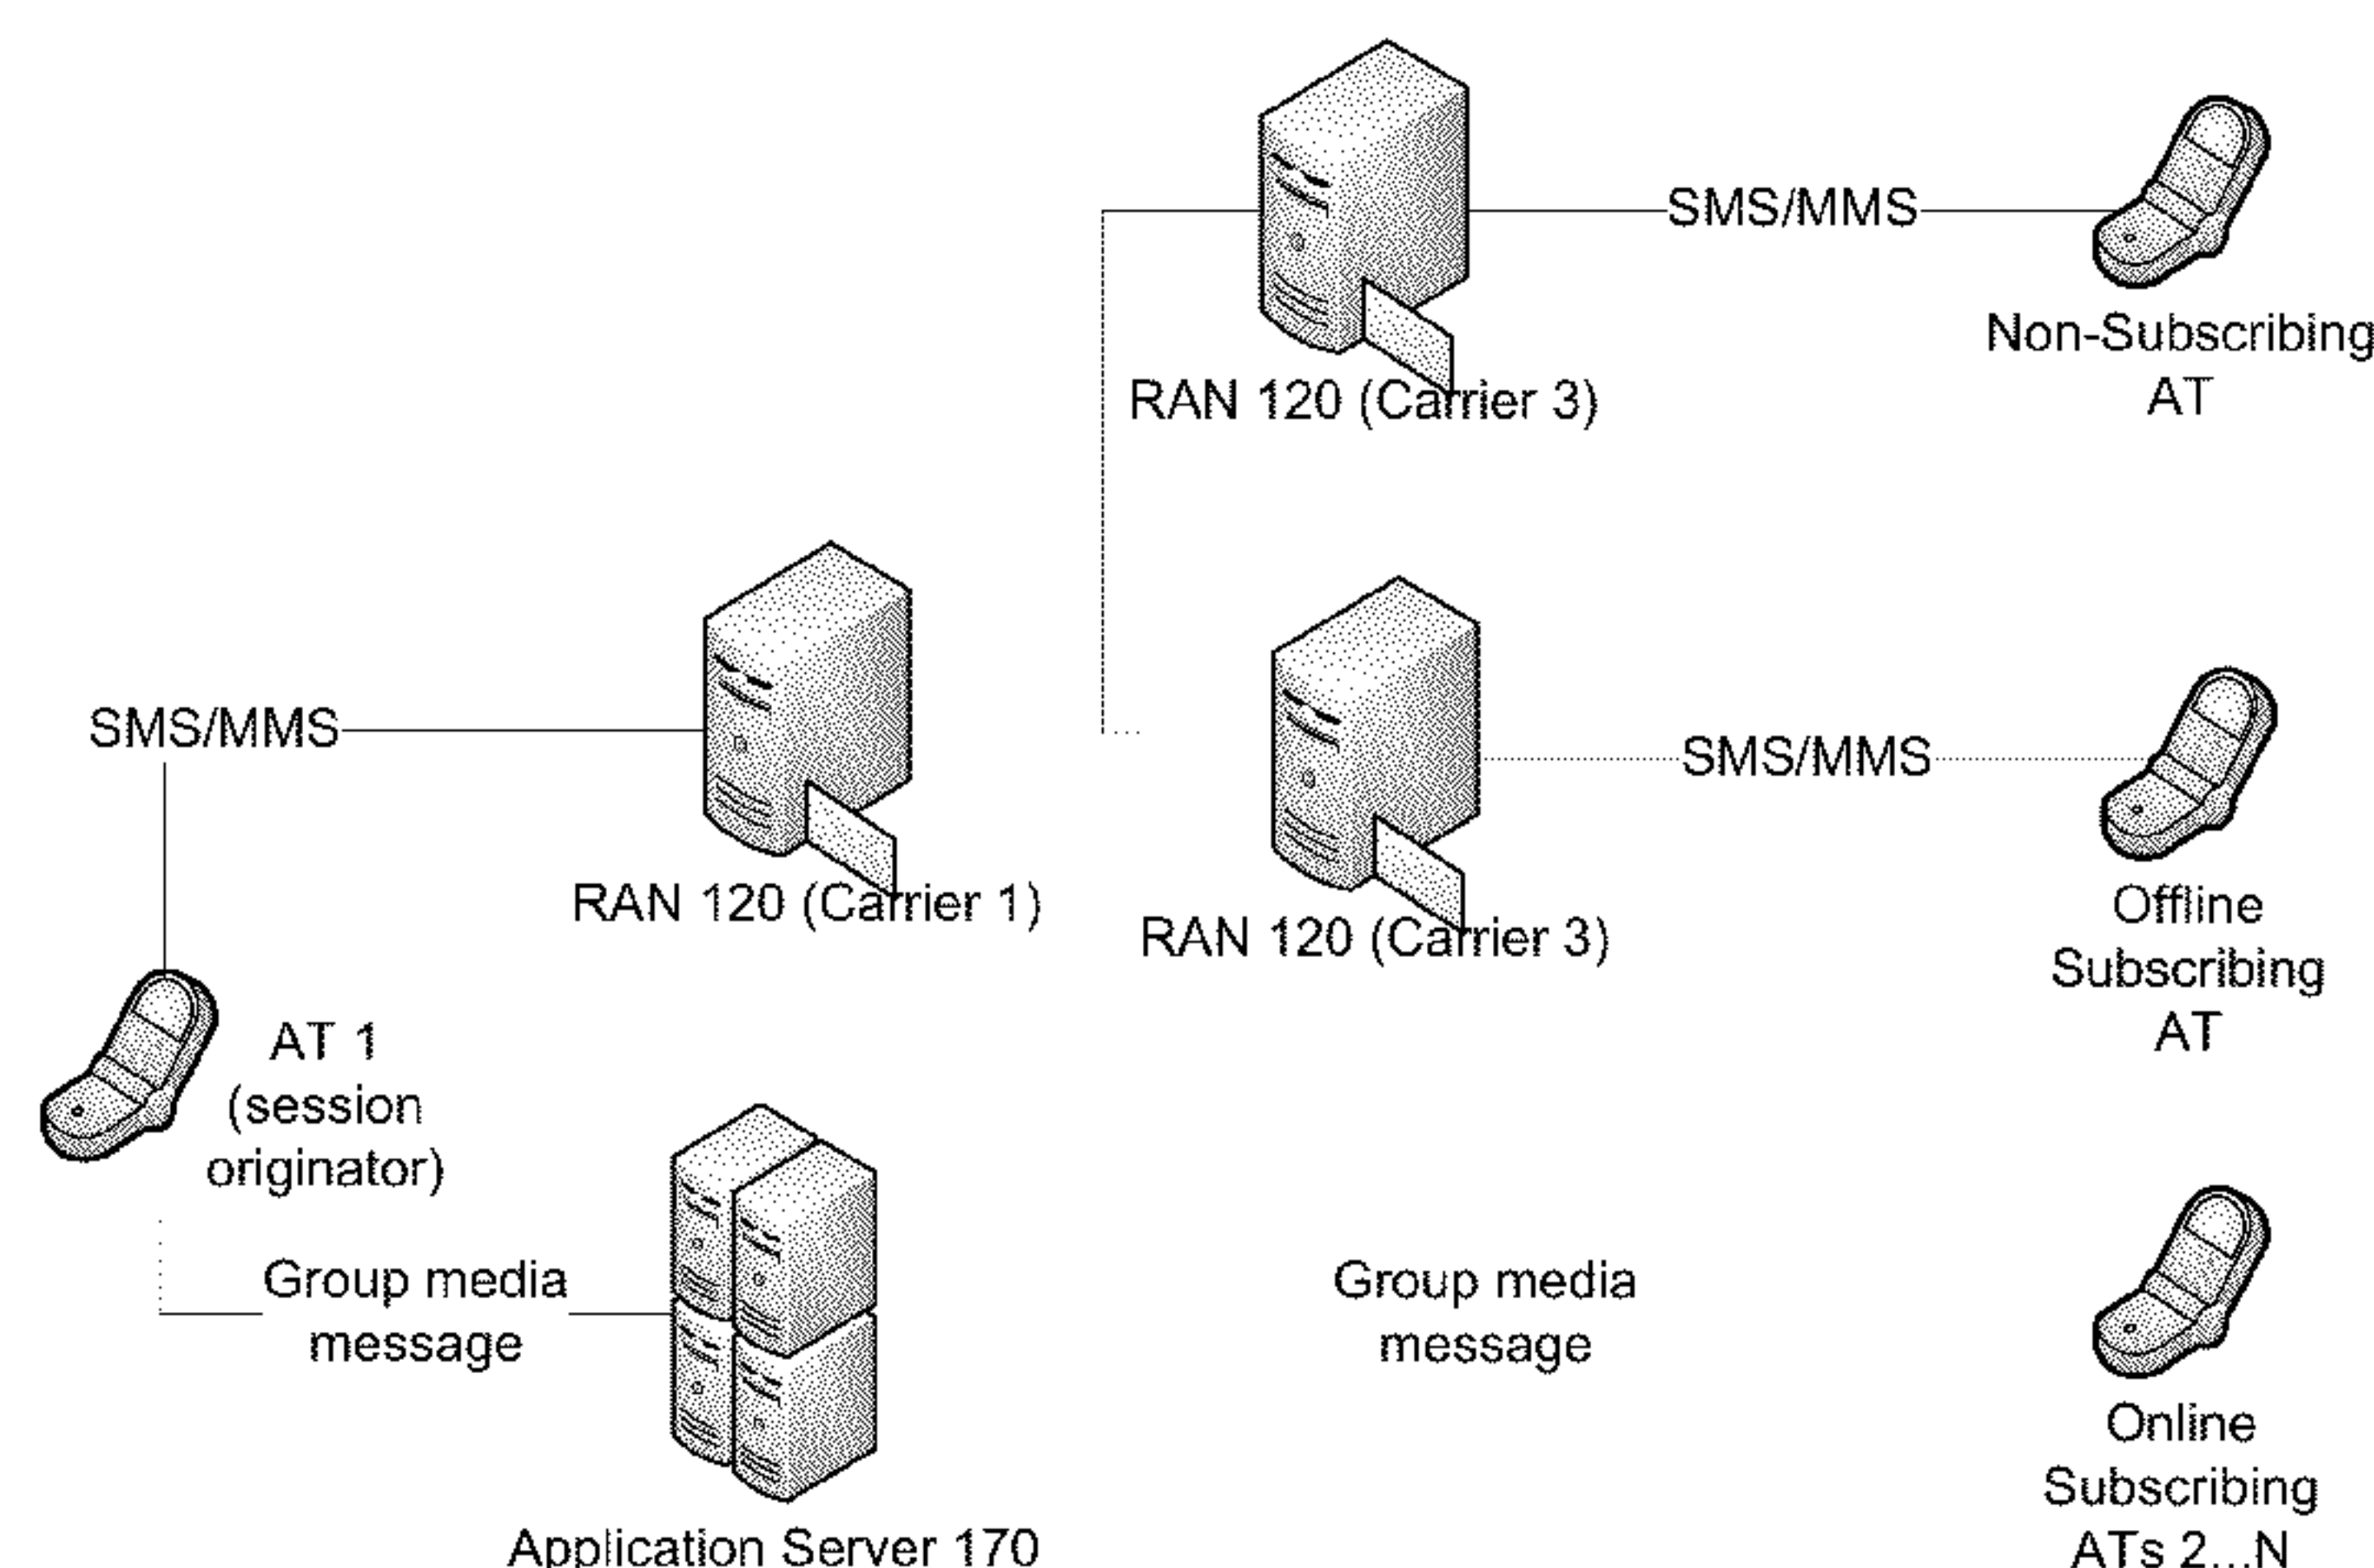 SMS/MMS
Non-Subscribing
AT
RAN 120 (Carrier 3)
SMS/MMS
SMS/MMS
RAN 120 (Carrier 1)
RAN 120 (Carrier 3)
Offline
Subscribing
AT
AT 1
(session
originator)
Group media
message
Group media
message
Application Server 170
Online
Subscribing
ATs 2...N